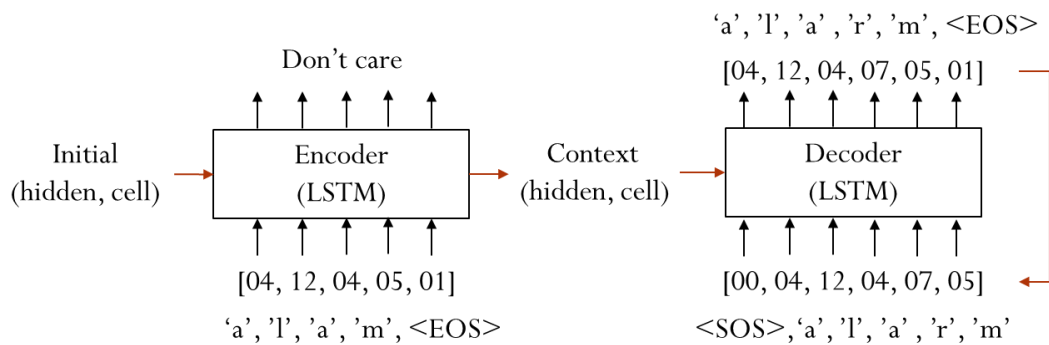 Don't care
Initial
(hidden, cell)
Encoder
(LSTM)
[04, 12, 04, 05, 01]
‘a’, ’l’, ’a’, ’m’, <EOS>
Context
(hidden, cell)
‘a’, ’l’, ’a’ , ’r’, ’m’, <EOS>
[04, 12, 04, 07, 05, 01]
Decoder
(LSTM)
[00, 04, 12, 04, 07, 05]
<SOS>,‘a’, ’l’, ’a’, ’r’, ’m’